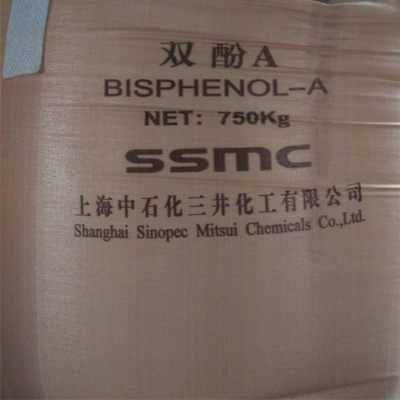 双酚A
BISPHENOL-A
NET: 750Kg
SSMC
上海中石化三井化工有限公司
Shanghai Sinopec Mitsui Chemicals Co.,Ltd.